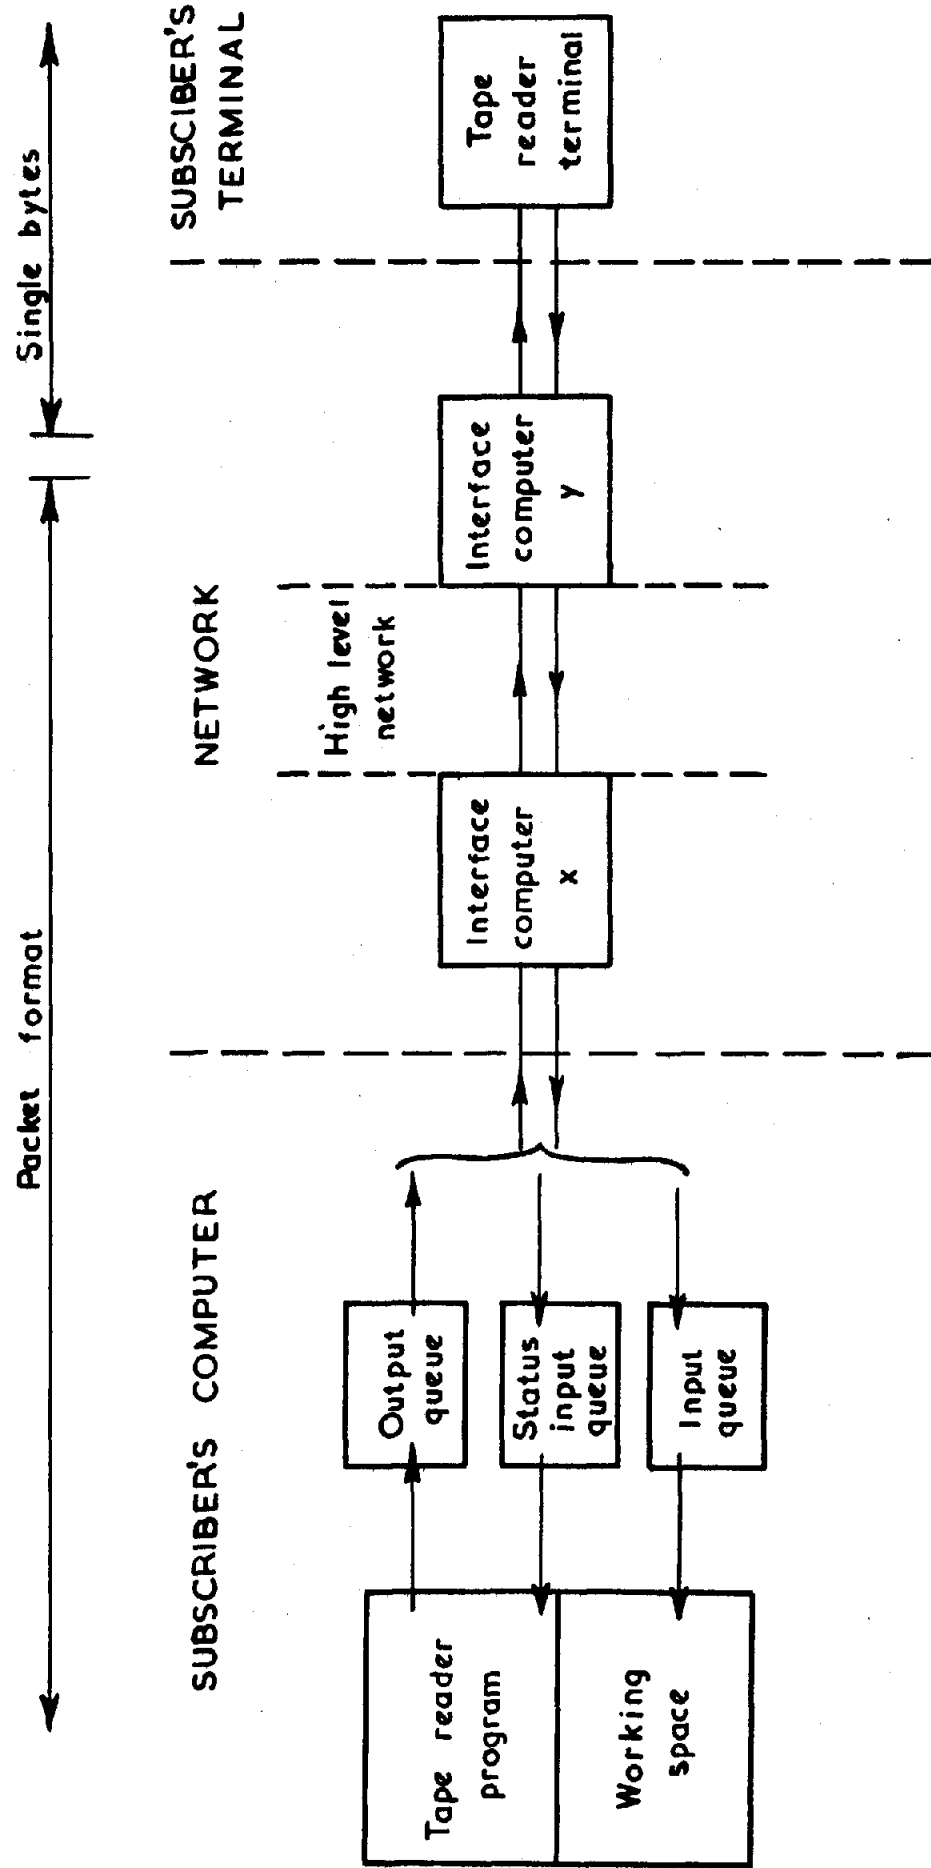 Packet format
Single bytes
SUBSCRIBER'S COMPUTER
NETWORK
SUBSCIBER'S
TERMINAL
High level
network
Tape reader
program
Working
space
Output
queue
Status
input
queue
Input
queue
Interface
computer
x
Interface
computer
y
Tape
reader
terminal